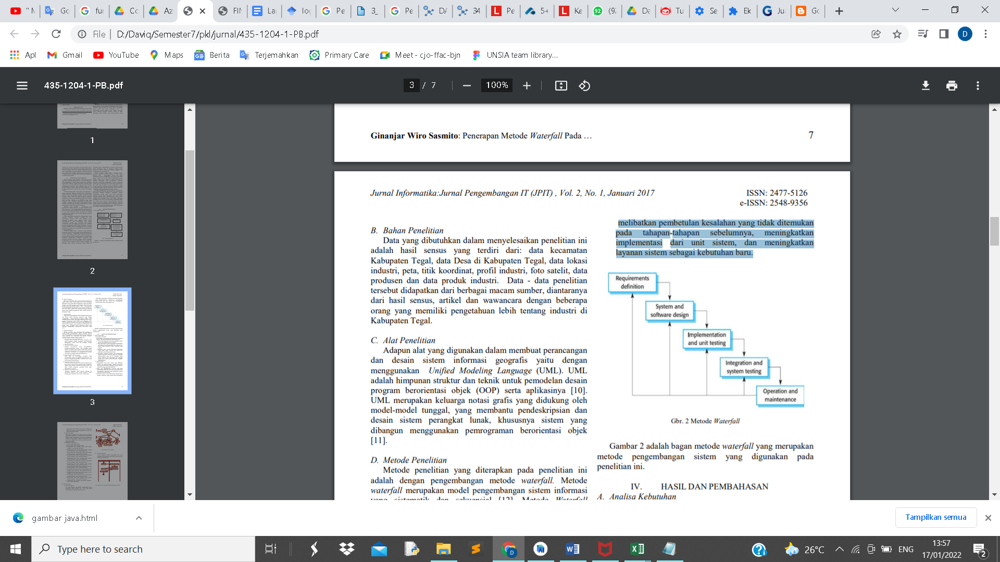 " M
Go
fur
Co
Az
FIN
La
log
Pe
3_
Pe
DA
34
Pe
5+
Ke
(92
Da
Tu
Se
Ek
Ju
Go
File
D:/Daviq/Semester7/pkl/jurnal/435-1204-1-PB.pdf
D
Apl
Gmail
YouTube
Maps
Berita
Terjemahkan
Primary Care
Meet - cjo-ffac-bjn
UNSIA team library...
435-1204-1-PB.pdf
3 / 7
100%
1
2
3
Ginanjar Wiro Sasmito: Penerapan Metode Waterfall Pada …
7
Jurnal Informatika:Jurnal Pengembangan IT (JPIT) , Vol. 2, No. 1, Januari 2017
ISSN: 2477-5126
e-ISSN: 2548-9356
B. Bahan Penelitian
Data yang dibutuhkan dalam menyelesaikan penelitian ini
adalah hasil sensus yang terdiri dari: data kecamatan
Kabupaten Tegal, data Desa di Kabupaten Tegal, data lokasi
industri, peta, titik koordinat, profil industri, foto satelit, data
produsen dan data produk industri. Data - data penelitian
tersebut didapatkan dari berbagai macam sumber, diantaranya
dari hasil sensus, artikel dan wawancara dengan beberapa
orang yang memiliki pengetahuan lebih tentang industri di
Kabupaten Tegal.
C. Alat Penelitian
Adapun alat yang digunakan dalam membuat perancangan
dan desain sistem informasi geografis yaitu dengan
menggunakan Unified Modeling Language (UML). UML
adalah himpunan struktur dan teknik untuk pemodelan desain
program berorientasi objek (OOP) serta aplikasinya [10].
UML merupakan keluarga notasi grafis yang didukung oleh
model-model tunggal, yang membantu pendeskripsian dan
desain sistem perangkat lunak, khususnya sistem yang
dibangun menggunakan pemrograman berorientasi objek
[11].
D. Metode Penelitian
Metode penelitian yang diterapkan pada penelitian ini
adalah dengan pengembangan metode waterfall. Metode
waterfall merupakan model pengembangan sistem informasi
yang sistematik dan sekuensial [12]. Metode Waterfall
melibatkan pembetulan kesalahan yang tidak ditemukan
pada tahapan-tahapan sebelumnya, meningkatkan
implementasi dari unit sistem, dan meningkatkan
layanan sistem sebagai kebutuhan baru.
Requirements
definition
System and
software design
Implementation
and unit testing
Integration and
system testing
Operation and
maintenance
Gbr. 2 Metode Waterfall
Gambar 2 adalah bagan metode waterfall yang merupakan
metode pengembangan sistem yang digunakan pada
penelitian ini.
IV. HASIL DAN PEMBAHASAN
A. Analisa Kebutuhan
gambar java.html
Tampilkan semua
Type here to search
26°C
ENG
13:57
17/01/2022
2